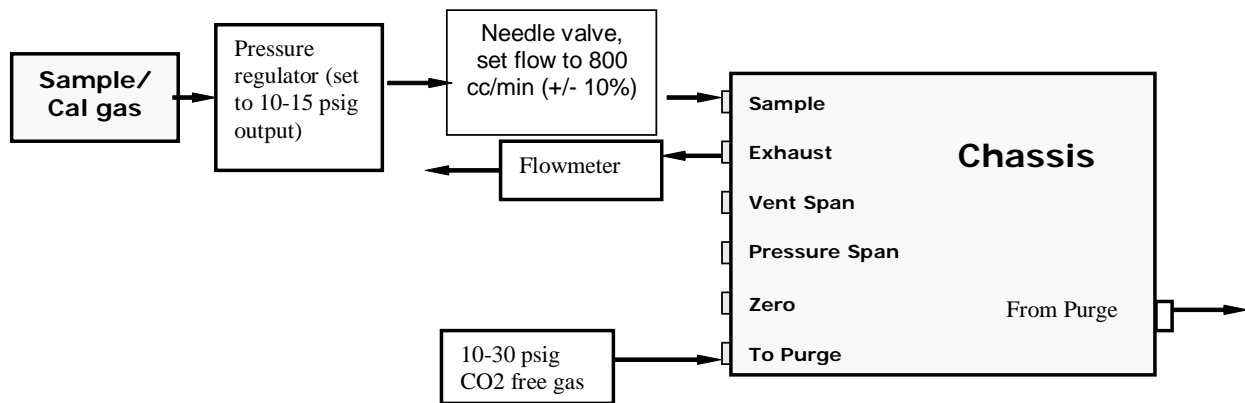 Sample/
Cal gas
Pressure
regulator (set
to 10-15 psig
output)
Needle valve,
set flow to 800
cc/min (+/- 10%)
Flowmeter
Chassis
Sample
Exhaust
Vent Span
Pressure Span
Zero
To Purge
From Purge
10-30 psig
CO2 free gas